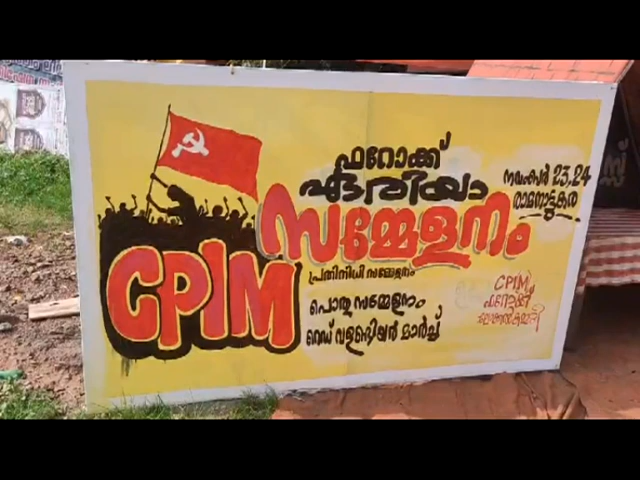 ഫറോക്ക്
ഏരിയാ
സമ്മേളനം
നവംബർ 23,24
രാമനാട്ടുകര
CPIM
പ്രതിനിധി സമ്മേളനം
പൊതു സമ്മേളനം
റെഡ് വളണ്ടിയർ മാർച്ച്
CPIM
ഫറോക്ക്